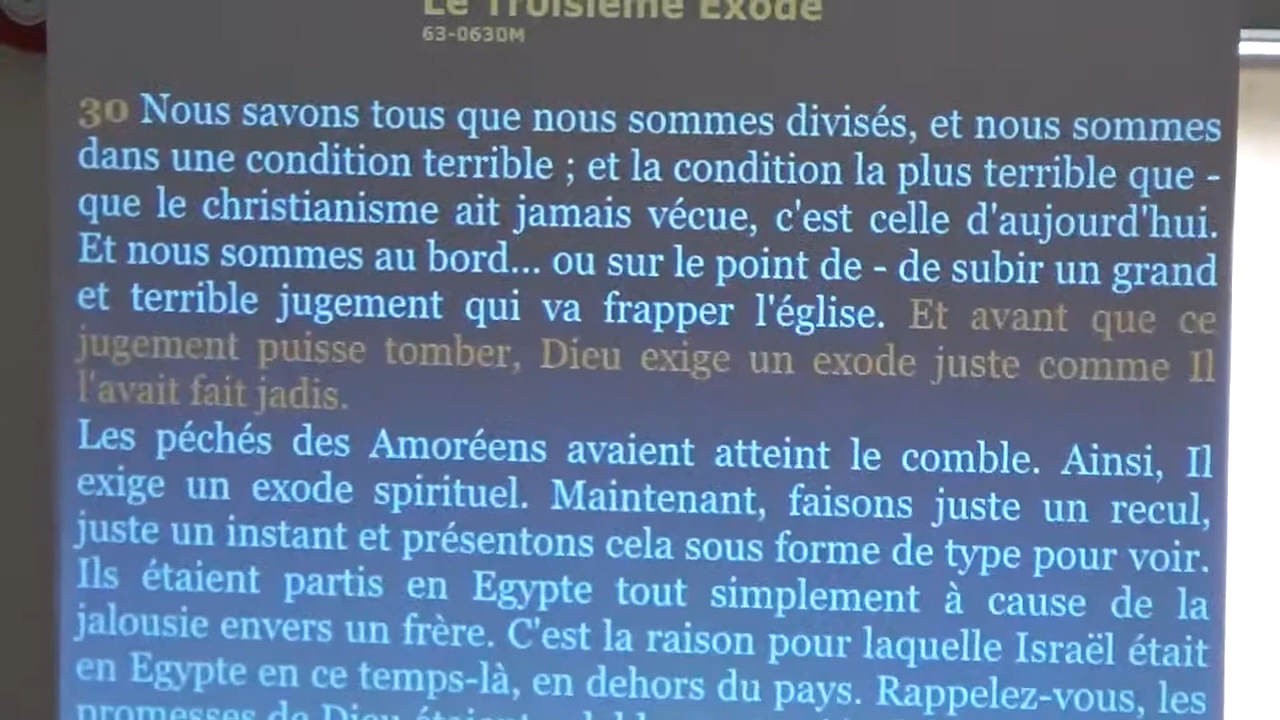 Le Troisième Exode
63-0630M
30 Nous savons tous que nous sommes divisés, et nous sommes
dans une condition terrible ; et la condition la plus terrible que -
que le christianisme ait jamais vécue, c'est celle d'aujourd'hui.
Et nous sommes au bord... ou sur le point de - de subir un grand
et terrible jugement qui va frapper l'église. Et avant que ce
jugement puisse tomber, Dieu exige un exode juste comme Il
l'avait fait jadis.
Les péchés des Amoréens avaient atteint le comble. Ainsi, Il
exige un exode spirituel. Maintenant, faisons juste un recul,
juste un instant et présentons cela sous forme de type pour voir.
Ils étaient partis en Egypte tout simplement à cause de la
jalousie envers un frère. C'est la raison pour laquelle Israël était
en Egypte en ce temps-là, en dehors du pays. Rappelez-vous, les
promesses de Dieu étaient